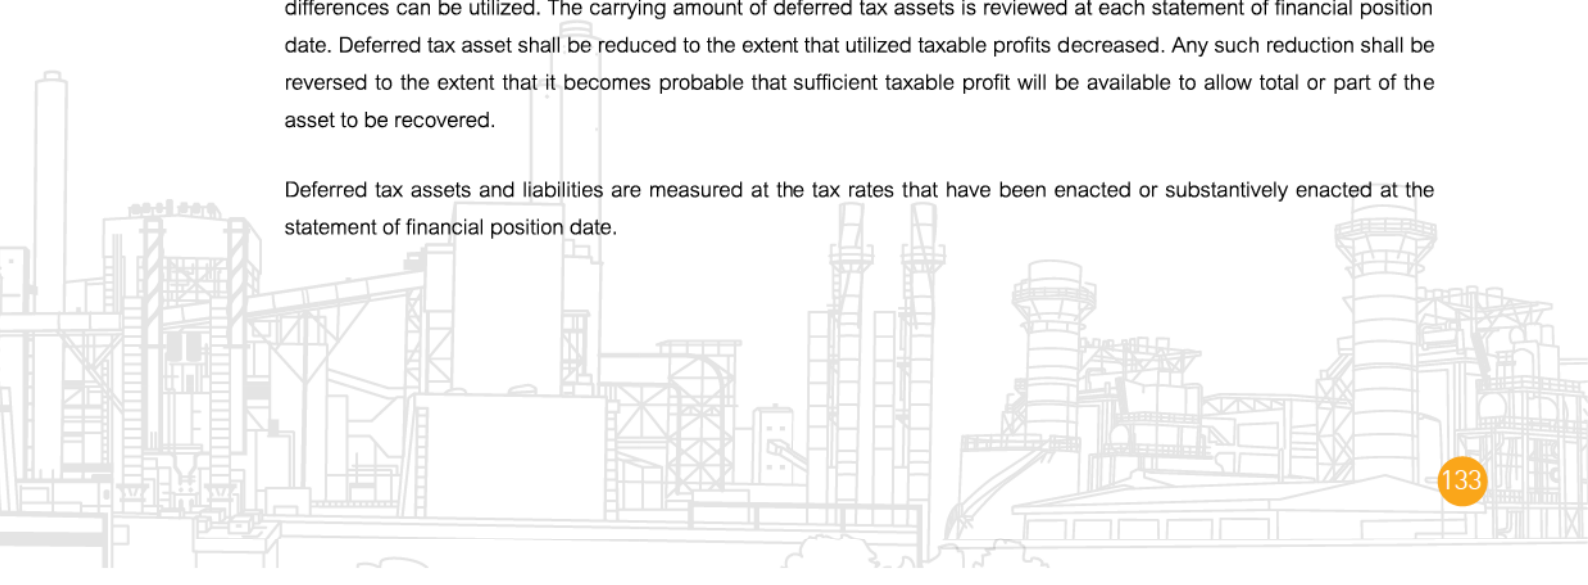 differences can be utilized. The carrying amount of deferred tax assets is reviewed at each statement of financial position
date. Deferred tax asset shall be reduced to the extent that utilized taxable profits decreased. Any such reduction shall be
reversed to the extent that it becomes probable that sufficient taxable profit will be available to allow total or part of the
asset to be recovered.
Deferred tax assets and liabilities are measured at the tax rates that have been enacted or substantively enacted at the
statement of financial position date.
133